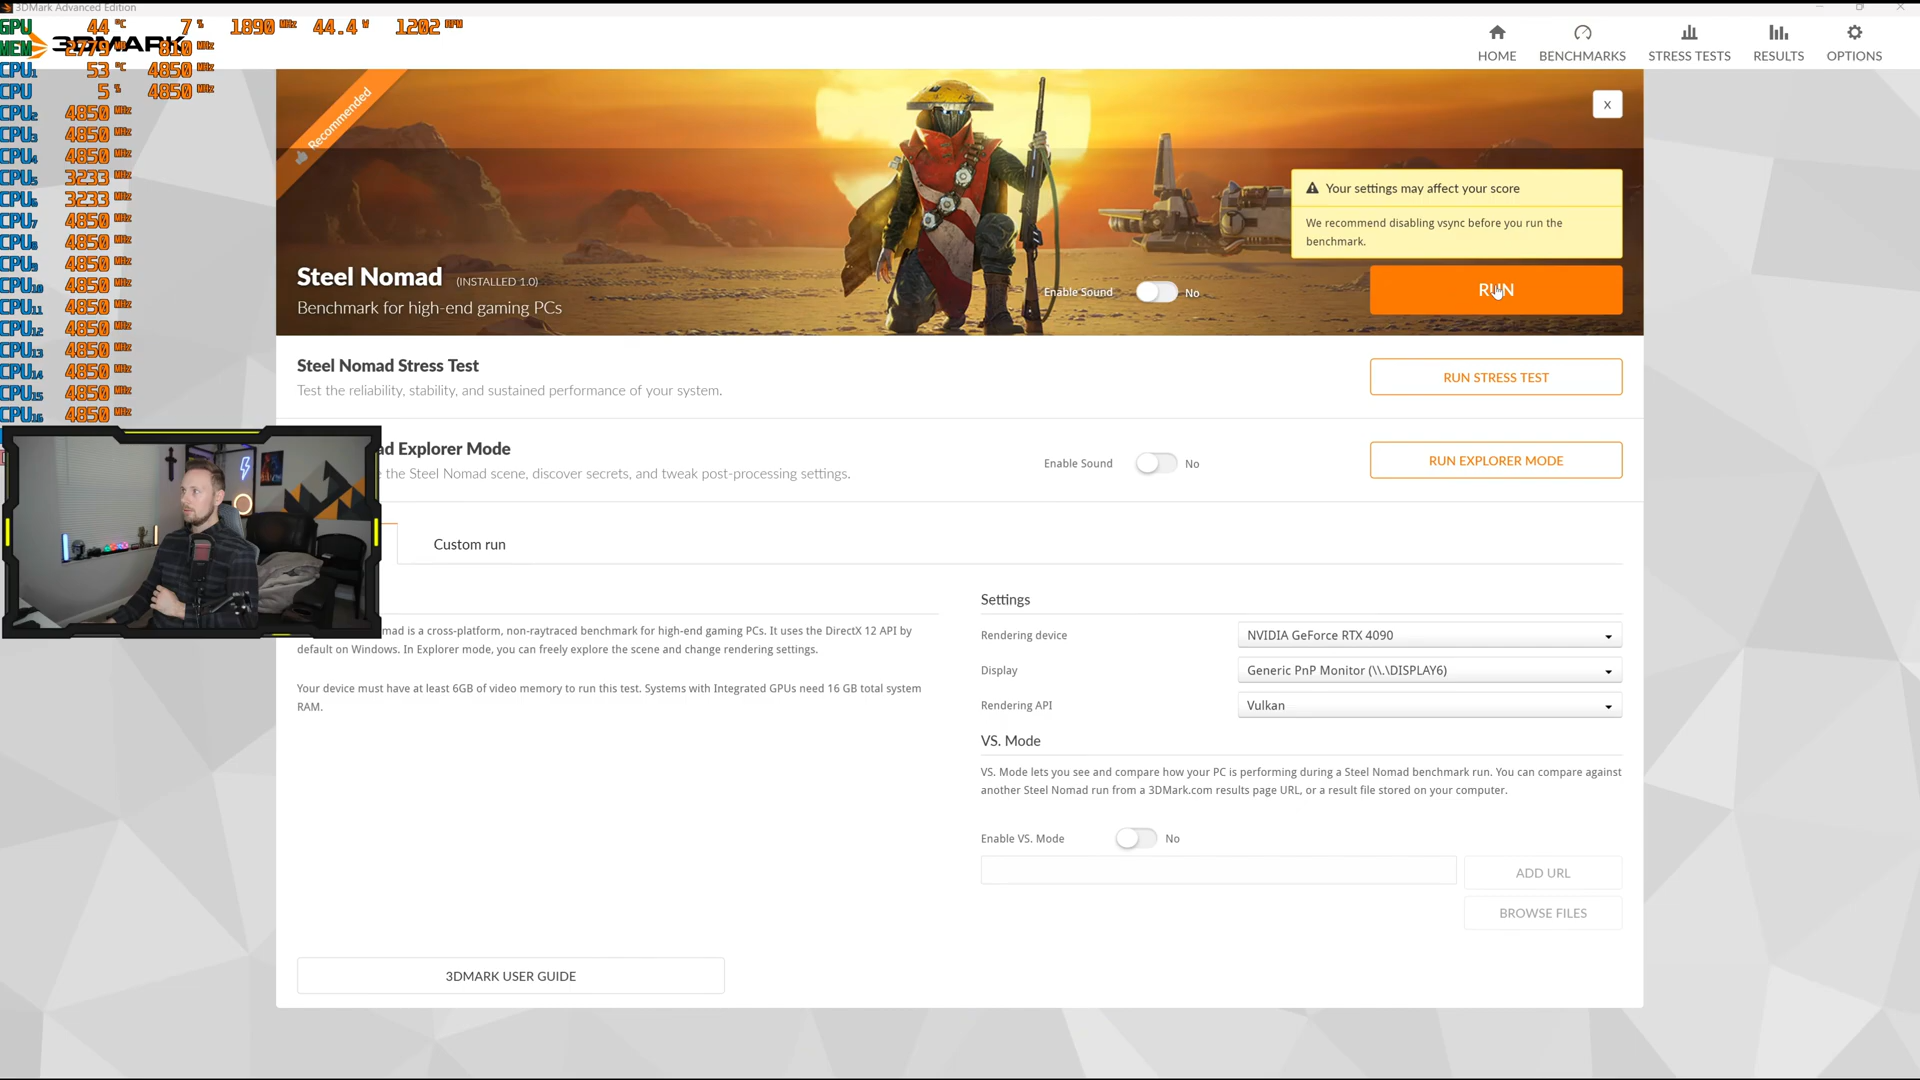 3DMark Advanced Edition
GPU 44 °C 7 % 1890 MHz 44.4 W 1202 RPM
MEM 2779 MB 810 MHz
3DMARK
CPU1 53 °C 4850 MHz
CPU 5 % 4850 MHz
CPU2 4850 MHz
CPU3 4850 MHz
CPU4 4850 MHz
CPU5 3233 MHz
CPU6 3233 MHz
CPU7 4850 MHz
CPU8 4850 MHz
CPU9 4850 MHz
CPU10 4850 MHz
CPU11 4850 MHz
CPU12 4850 MHz
CPU13 4850 MHz
CPU14 4850 MHz
CPU15 4850 MHz
CPU16 4850 MHz
HOME
BENCHMARKS
STRESS TESTS
RESULTS
OPTIONS
Recommended
X
Your settings may affect your score
We recommend disabling vsync before you run the
benchmark.
Steel Nomad (INSTALLED 1.0)
Benchmark for high-end gaming PCs
Enable Sound No
RUN
Steel Nomad Stress Test
Test the reliability, stability, and sustained performance of your system.
RUN STRESS TEST
ad Explorer Mode
the Steel Nomad scene, discover secrets, and tweak post-processing settings.
Enable Sound No
RUN EXPLORER MODE
Custom run
mad is a cross-platform, non-raytraced benchmark for high-end gaming PCs. It uses the DirectX 12 API by
default on Windows. In Explorer mode, you can freely explore the scene and change rendering settings.
Your device must have at least 6GB of video memory to run this test. Systems with Integrated GPUs need 16 GB total system
RAM.
Settings
Rendering device NVIDIA GeForce RTX 4090
Display Generic PnP Monitor (\\.\DISPLAY6)
Rendering API Vulkan
VS. Mode
VS. Mode lets you see and compare how your PC is performing during a Steel Nomad benchmark run. You can compare against
another Steel Nomad run from a 3DMark.com results page URL, or a result file stored on your computer.
Enable VS. Mode No
ADD URL
BROWSE FILES
3DMARK USER GUIDE